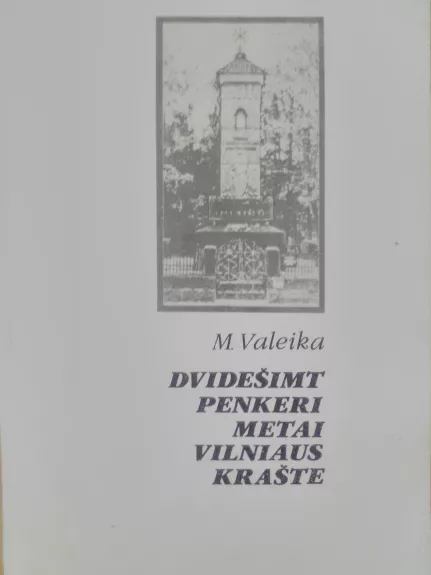 M. Valeika
DVIDEŠIMT
PENKERI
METAI
VILNIAUS
KRAŠTE